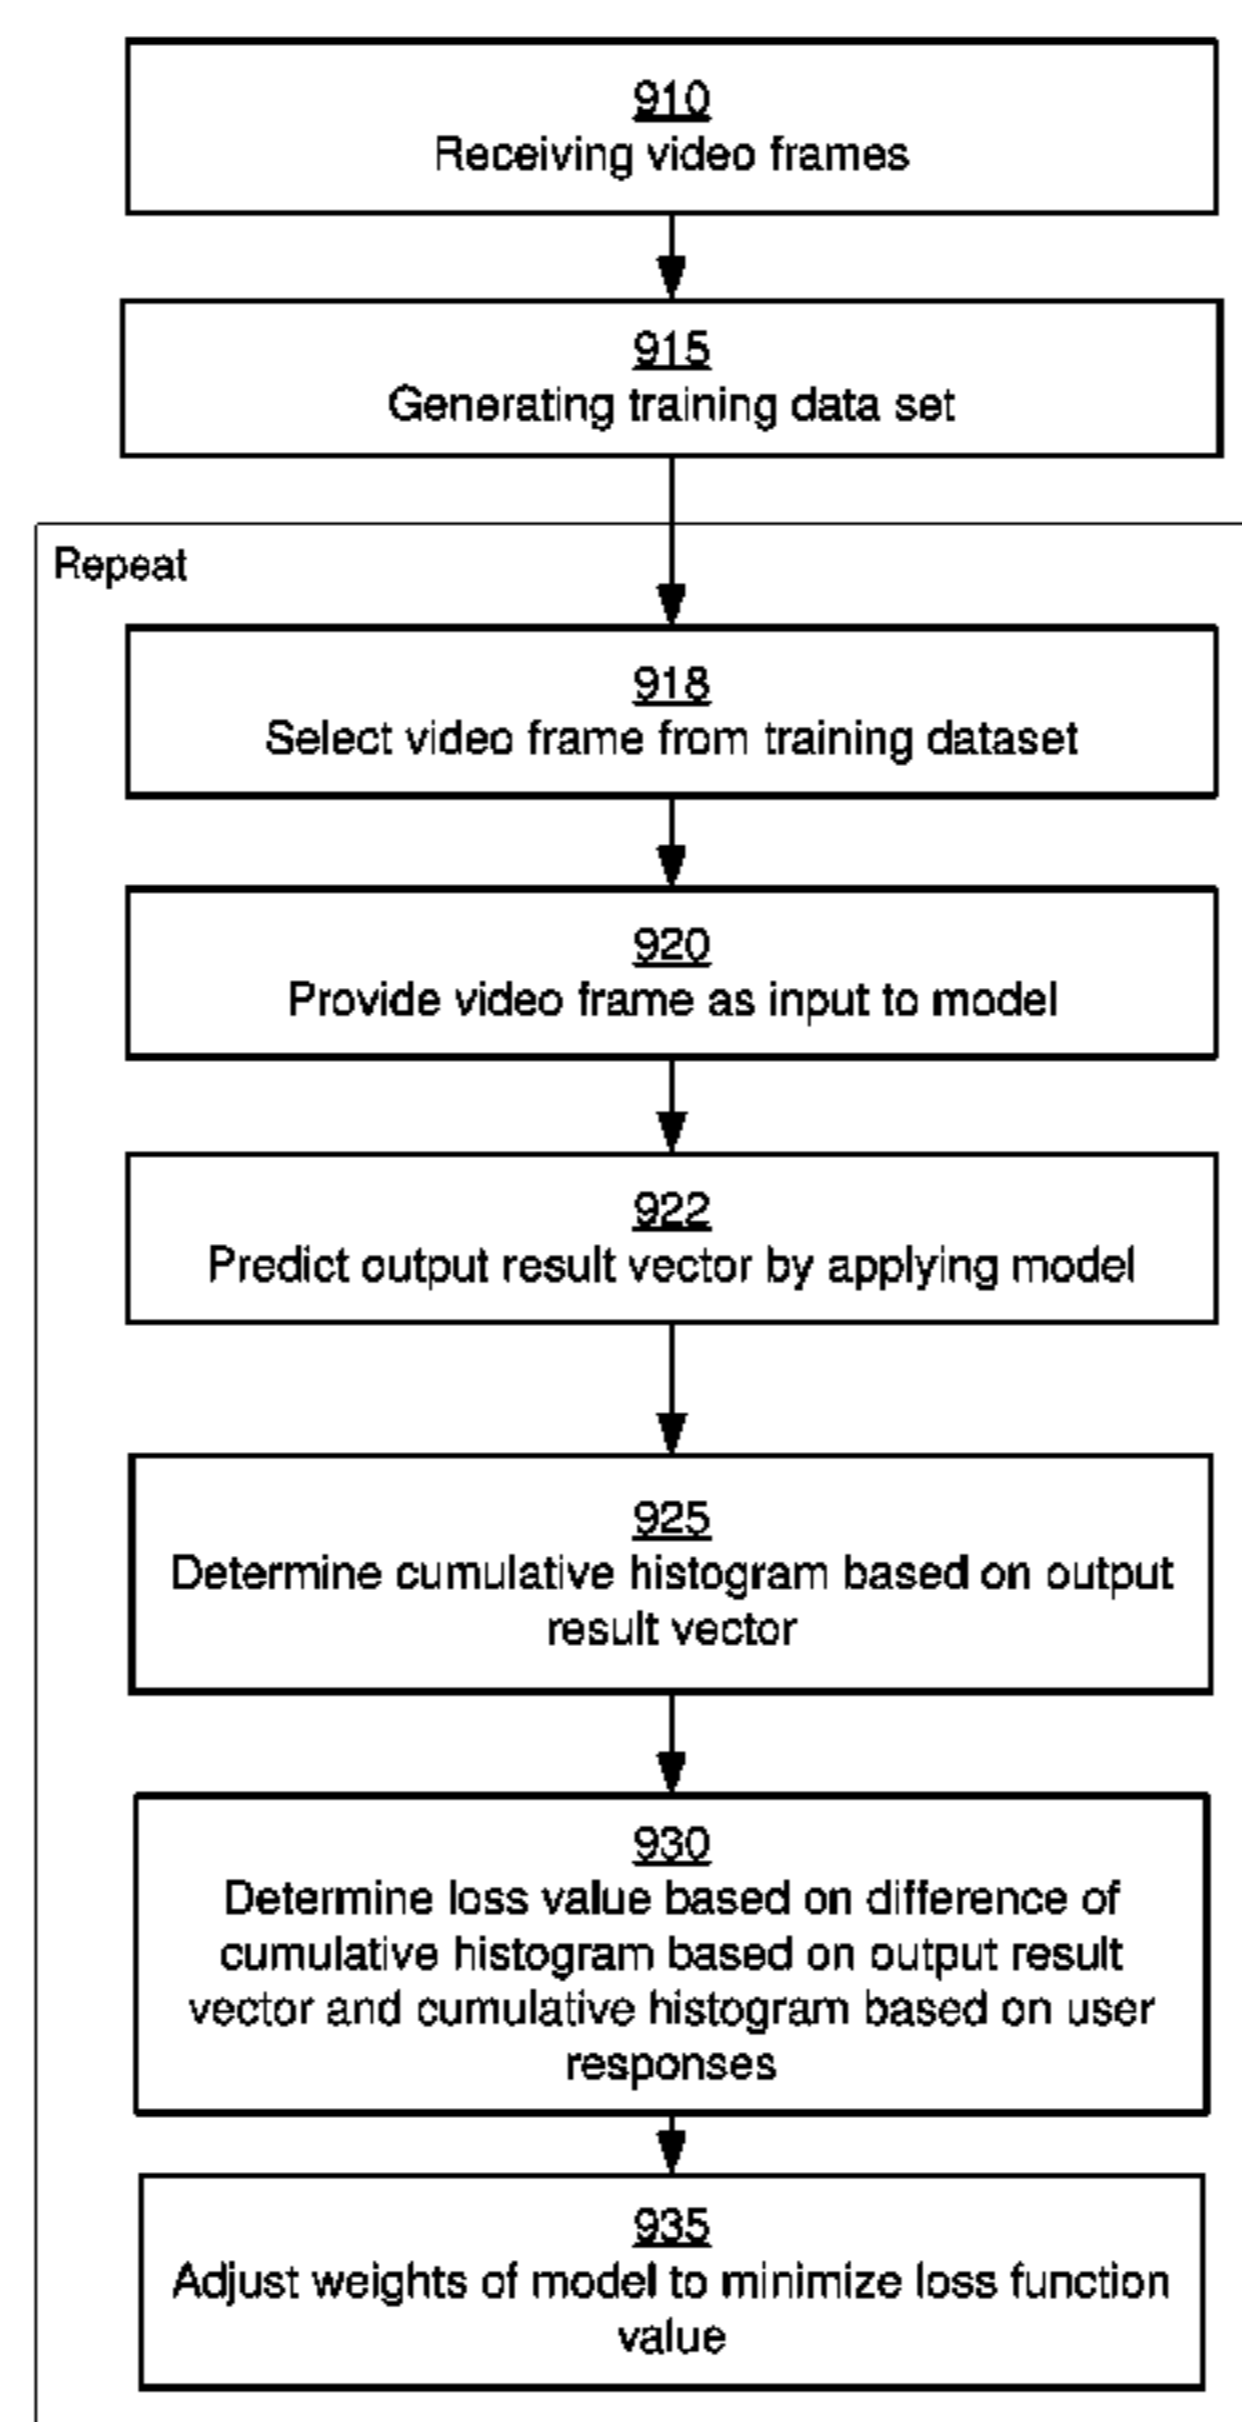 910
Receiving video frames
915
Generating training data set
Repeat
918
Select video frame from training dataset
920
Provide video frame as input to model
922
Predict output result vector by applying model
925
Determine cumulative histogram based on output
result vector
930
Determine loss value based on difference of
cumulative histogram based on output result
vector and cumulative histogram based on user
responses
935
Adjust weights of model to minimize loss function
value